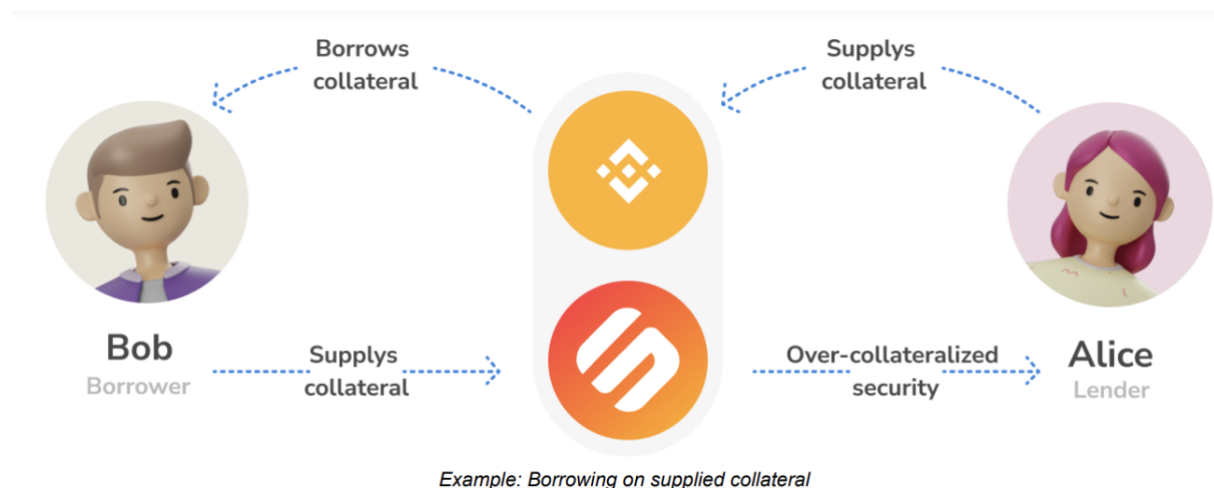 Borrows
collateral
Supplys
collateral
Bob
Borrower
Supplys
collateral
Over-collateralized
security
Alice
Lender
Example: Borrowing on supplied collateral